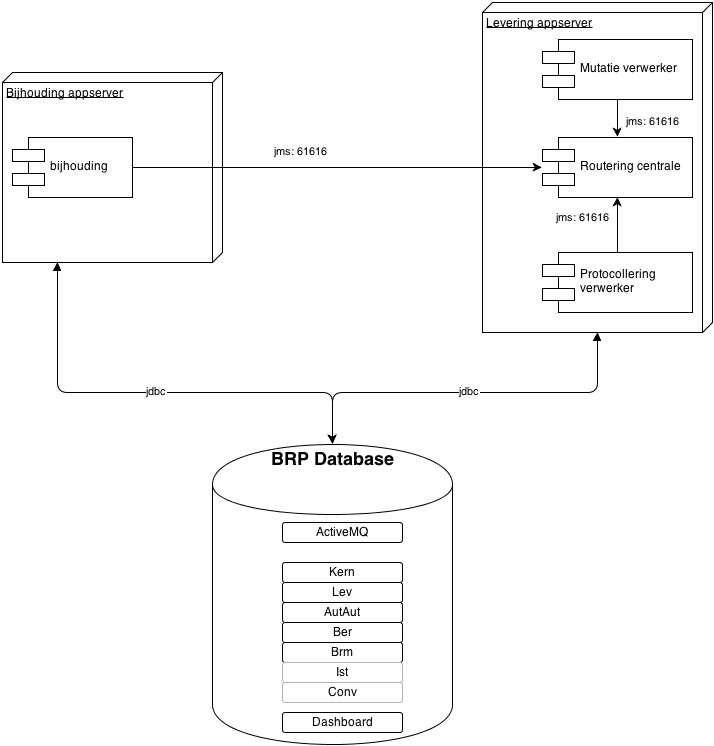 Levering appserver
Mutatie verwerker
jms: 61616
Bijhouding appserver
bijhouding
jms: 61616
Routering centrale
jms: 61616
Protocollering
verwerker
jdbc
jdbc
BRP Database
ActiveMQ
Kern
Lev
AutAut
Ber
Brm
Ist
Conv
Dashboard